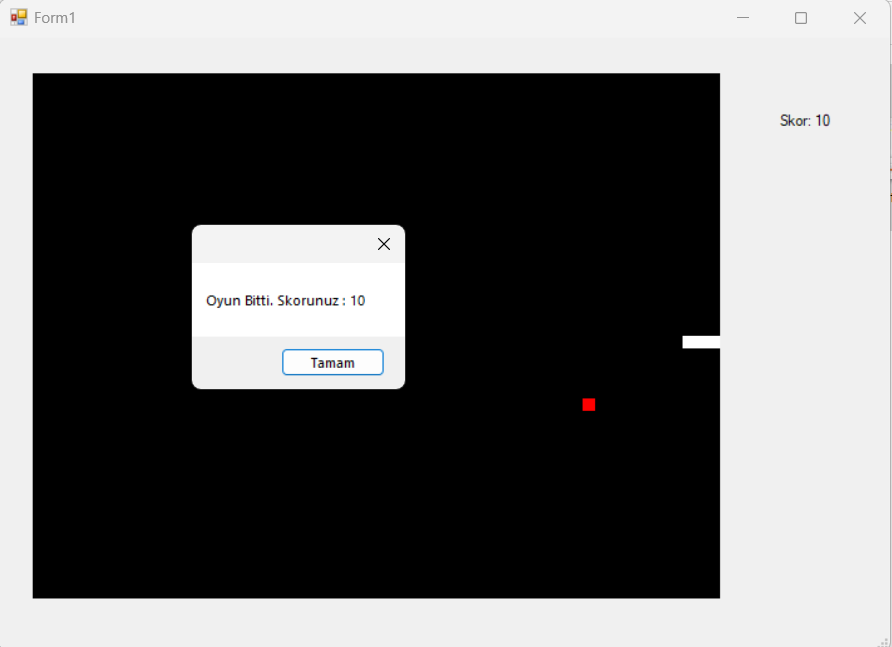 Form1
Skor: 10
Oyun Bitti. Skorunuz : 10
Tamam